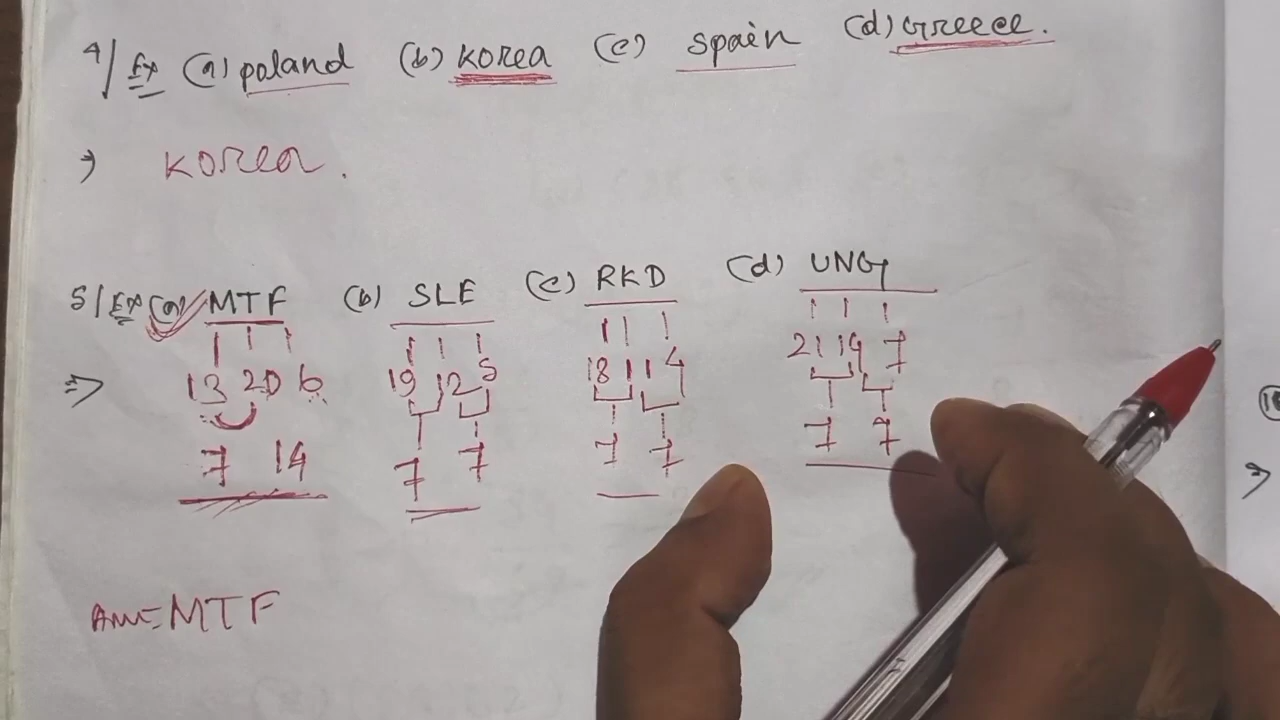 4/ Ex (a) poland (b) Korea (c) Spain (d) Greece.
⇒ Korea.
5/ Ex (a) MTF (b) SLE (c) RKD (d) UNG
⇒ 13 20 6 19 12 5 18 11 4 21 14 7
7 14 7 7 7 7 7 7
Ans = MTF